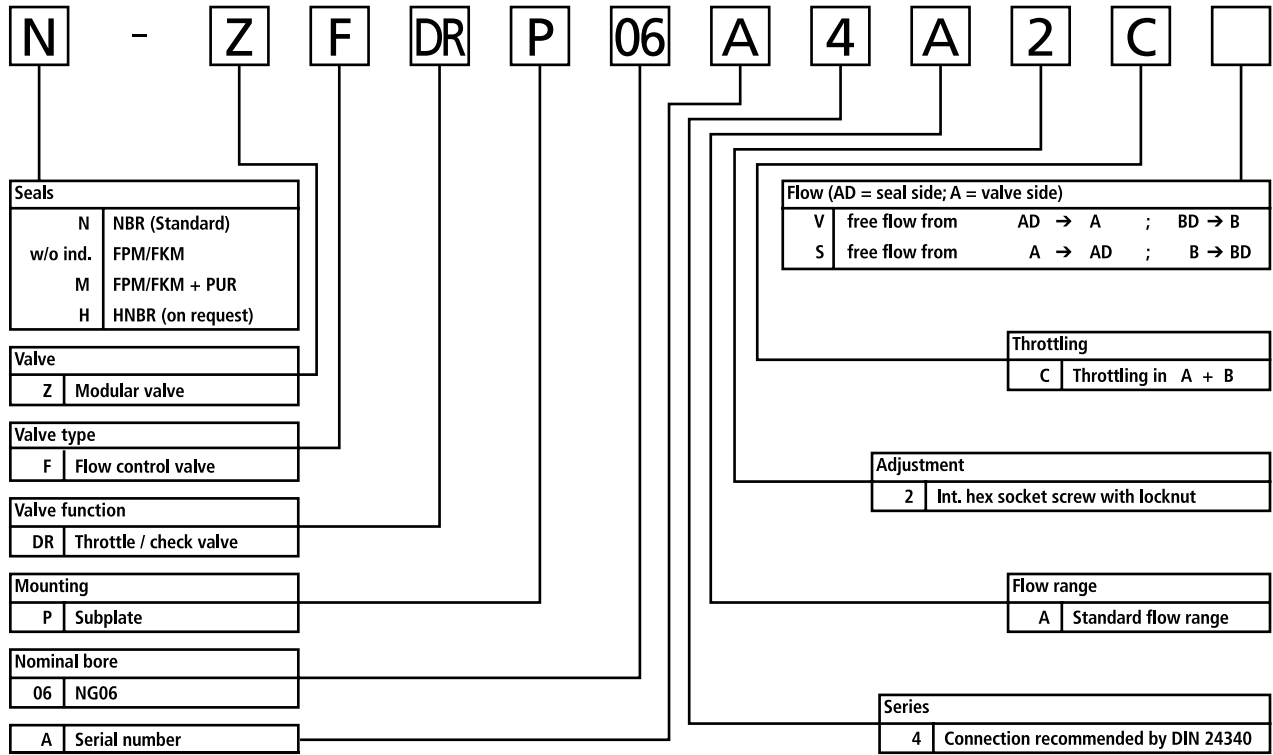 N - Z F DR P 06 A 4 A 2 C
Seals
N NBR (Standard)
w/o ind. FPM/FKM
M FPM/FKM + PUR
H HNBR (on request)
Valve
Z Modular valve
Valve type
F Flow control valve
Valve function
DR Throttle / check valve
Mounting
P Subplate
Nominal bore
06 NG06
A Serial number
Flow (AD = seal side; A = valve side)
V free flow from AD ➔ A ; BD ➔ B
S free flow from A ➔ AD ; B ➔ BD
Throttling
C Throttling in A + B
Adjustment
2 Int. hex socket screw with locknut
Flow range
A Standard flow range
Series
4 Connection recommended by DIN 24340